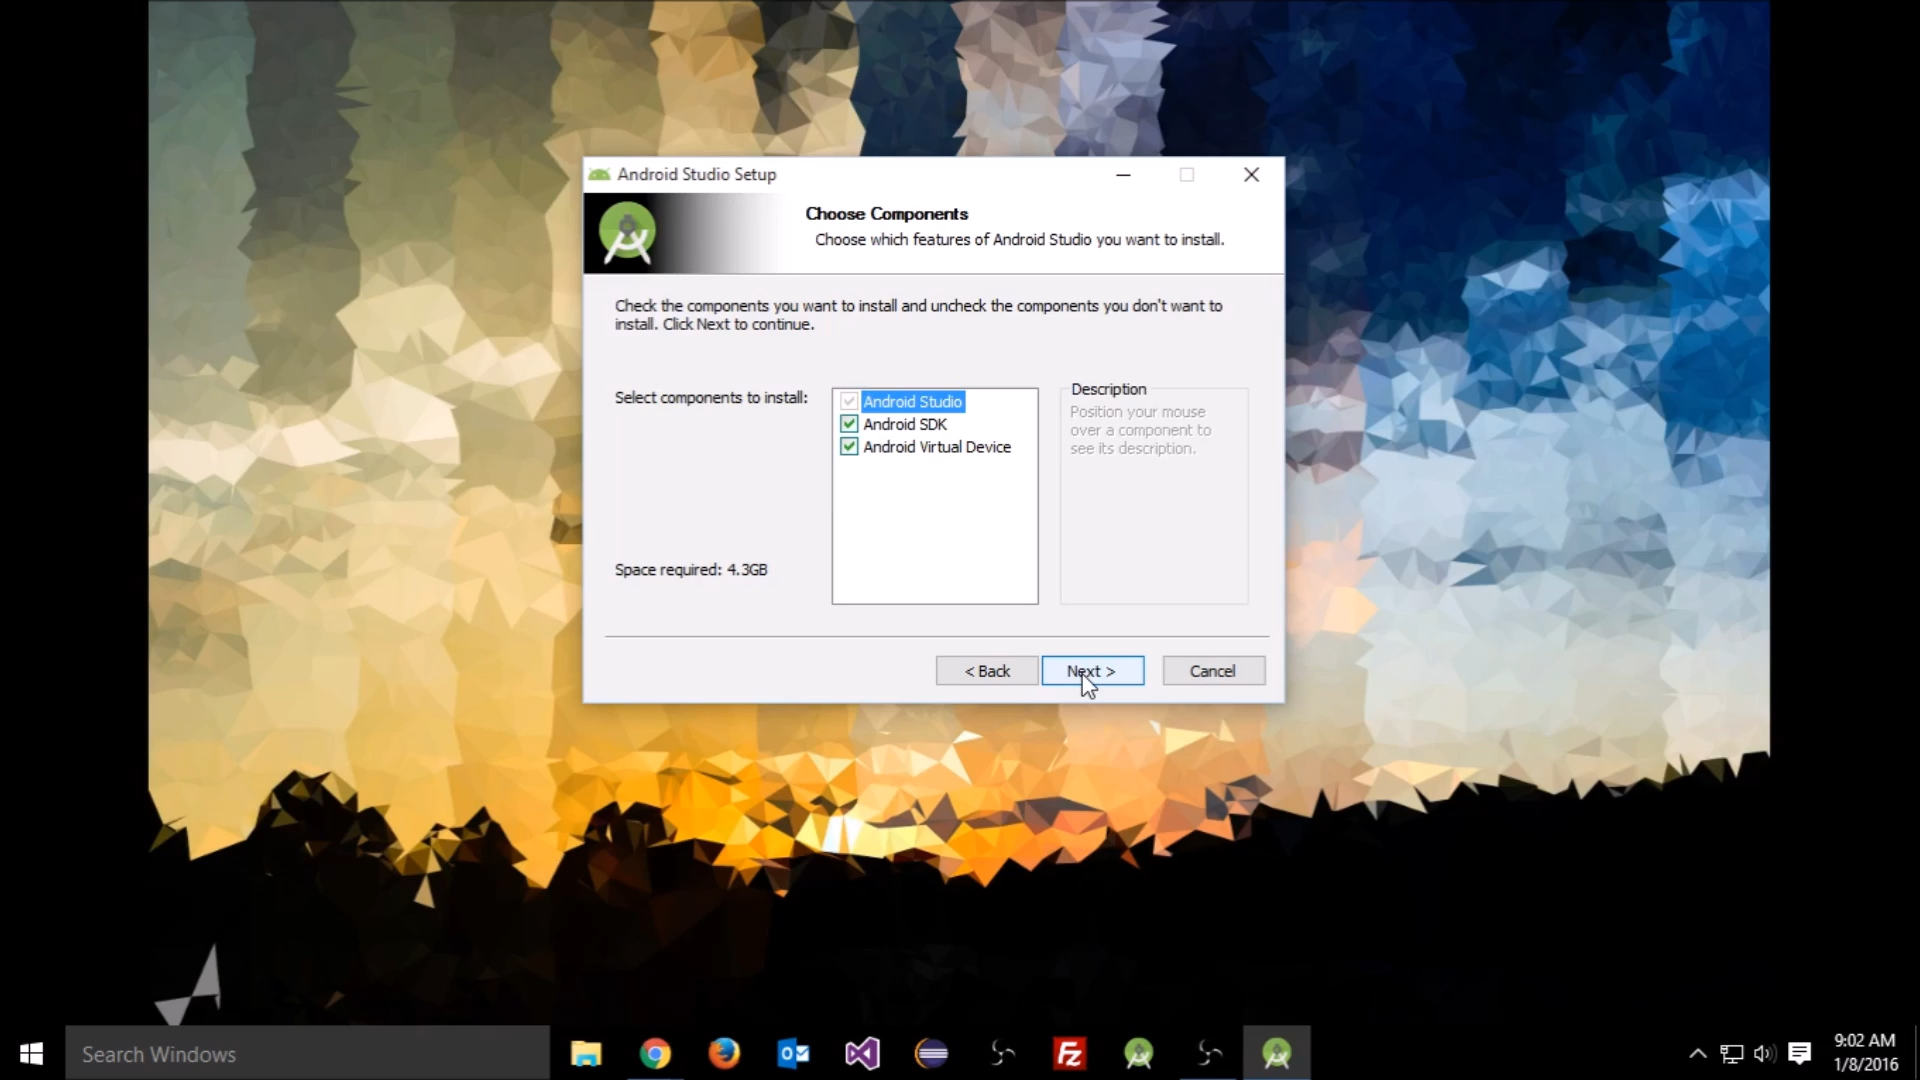 Android Studio Setup
Choose Components
Choose which features of Android Studio you want to install.
Check the components you want to install and uncheck the components you don't want to
install. Click Next to continue.
Select components to install:
Android Studio
Android SDK
Android Virtual Device
Description
Position your mouse
over a component to
see its description.
Space required: 4.3GB
< Back
Next >
Cancel
Search Windows
9:02 AM
1/8/2016